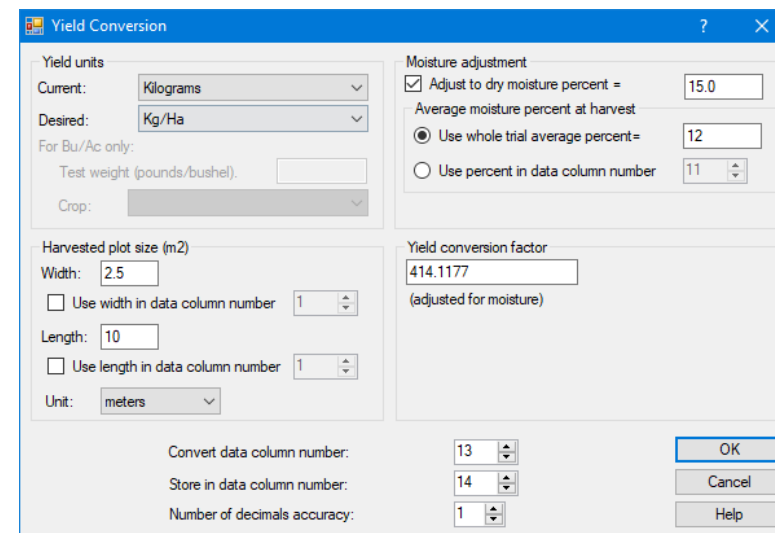 Yield Conversion ?
Yield units
Current: Kilograms
Desired: Kg/Ha
For Bu/Ac only:
Test weight (pounds/bushel).
Crop:
Moisture adjustment
Adjust to dry moisture percent = 15.0
Average moisture percent at harvest
Use whole trial average percent= 12
Use percent in data column number 11
Harvested plot size (m2)
Width: 2.5
Use width in data column number 1
Length: 10
Use length in data column number 1
Unit: meters
Yield conversion factor
414.1177
(adjusted for moisture)
Convert data column number: 13
Store in data column number: 14
Number of decimals accuracy: 1
OK
Cancel
Help